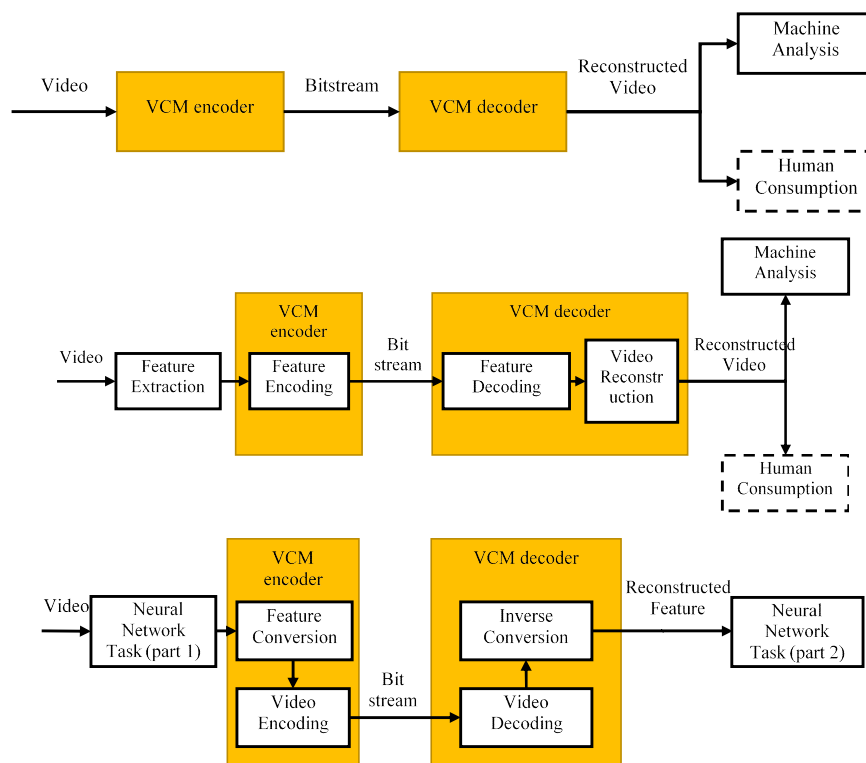 Machine
Analysis
Video
VCM encoder
Bitstream
VCM decoder
Reconstructed
Video
Human
Consumption
Machine
Analysis
VCM
encoder
VCM decoder
Video
Feature
Extraction
Feature
Encoding
Bit
stream
Feature
Decoding
Video
Reconstr
uction
Reconstructed
Video
Human
Consumption
VCM
encoder
VCM decoder
Video
Neural
Network
Task (part 1)
Feature
Conversion
Inverse
Conversion
Reconstructed
Feature
Neural
Network
Task (part 2)
Video
Encoding
Bit
stream
Video
Decoding